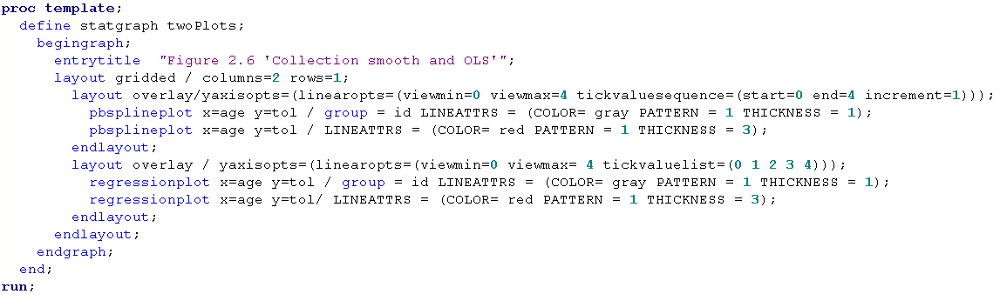 proc template;
  define statgraph twoPlots;
    begingraph;
      entrytitle  "Figure 2.6 'Collection smooth and OLS'";
      layout gridded / columns=2 rows=1;
        layout overlay/yaxisopts=(linearopts=(viewmin=0 viewmax=4 tickvaluesequence=(start=0 end=4 increment=1)));
          pbsplineplot x=age y=tol / group = id LINEATTRS = (COLOR= gray PATTERN = 1 THICKNESS = 1);
          pbsplineplot x=age y=tol / LINEATTRS = (COLOR= red PATTERN = 1 THICKNESS = 3);
        endlayout;
        layout overlay / yaxisopts=(linearopts=(viewmin=0 viewmax= 4 tickvaluelist=(0 1 2 3 4)));
          regressionplot x=age y=tol / group = id LINEATTRS = (COLOR= gray PATTERN = 1 THICKNESS = 1);
          regressionplot x=age y=tol/ LINEATTRS = (COLOR= red PATTERN = 1 THICKNESS = 3);
        endlayout;
      endlayout;
    endgraph;
  end;
run;